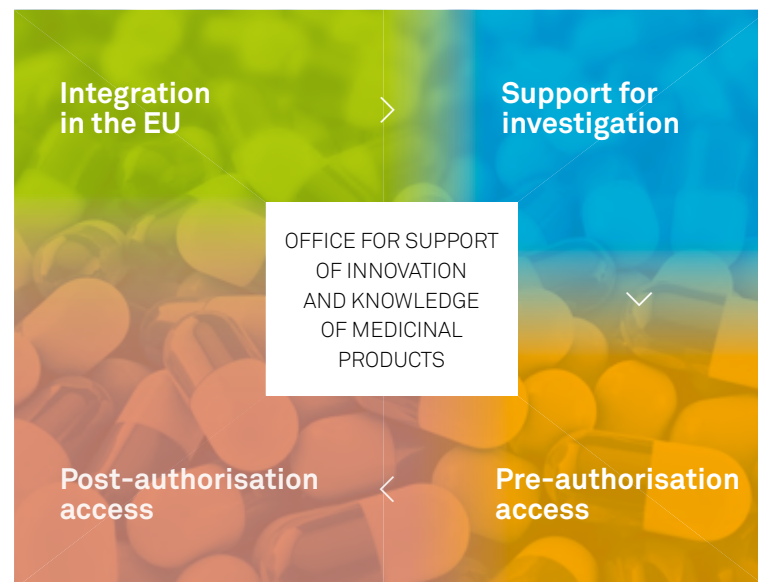 Integration
in the EU
Support for
investigation
OFFICE FOR SUPPORT
OF INNOVATION
AND KNOWLEDGE
OF MEDICINAL
PRODUCTS
Post-authorisation
access
Pre-authorisation
access